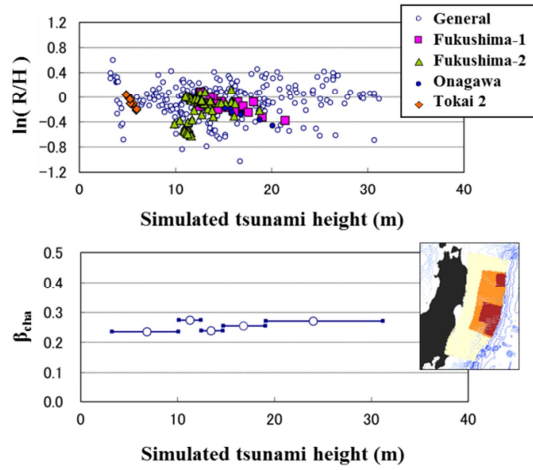 1.2
0.8
0.4
0
-0.4
-0.8
-1.2
ln( R/H )
General
Fukushima-1
Fukushima-2
Onagawa
Tokai 2
0 10 20 30 40
Simulated tsunami height (m)
0.5
0.4
0.3
0.2
0.1
0
βcha
0 10 20 30 40
Simulated tsunami height (m)